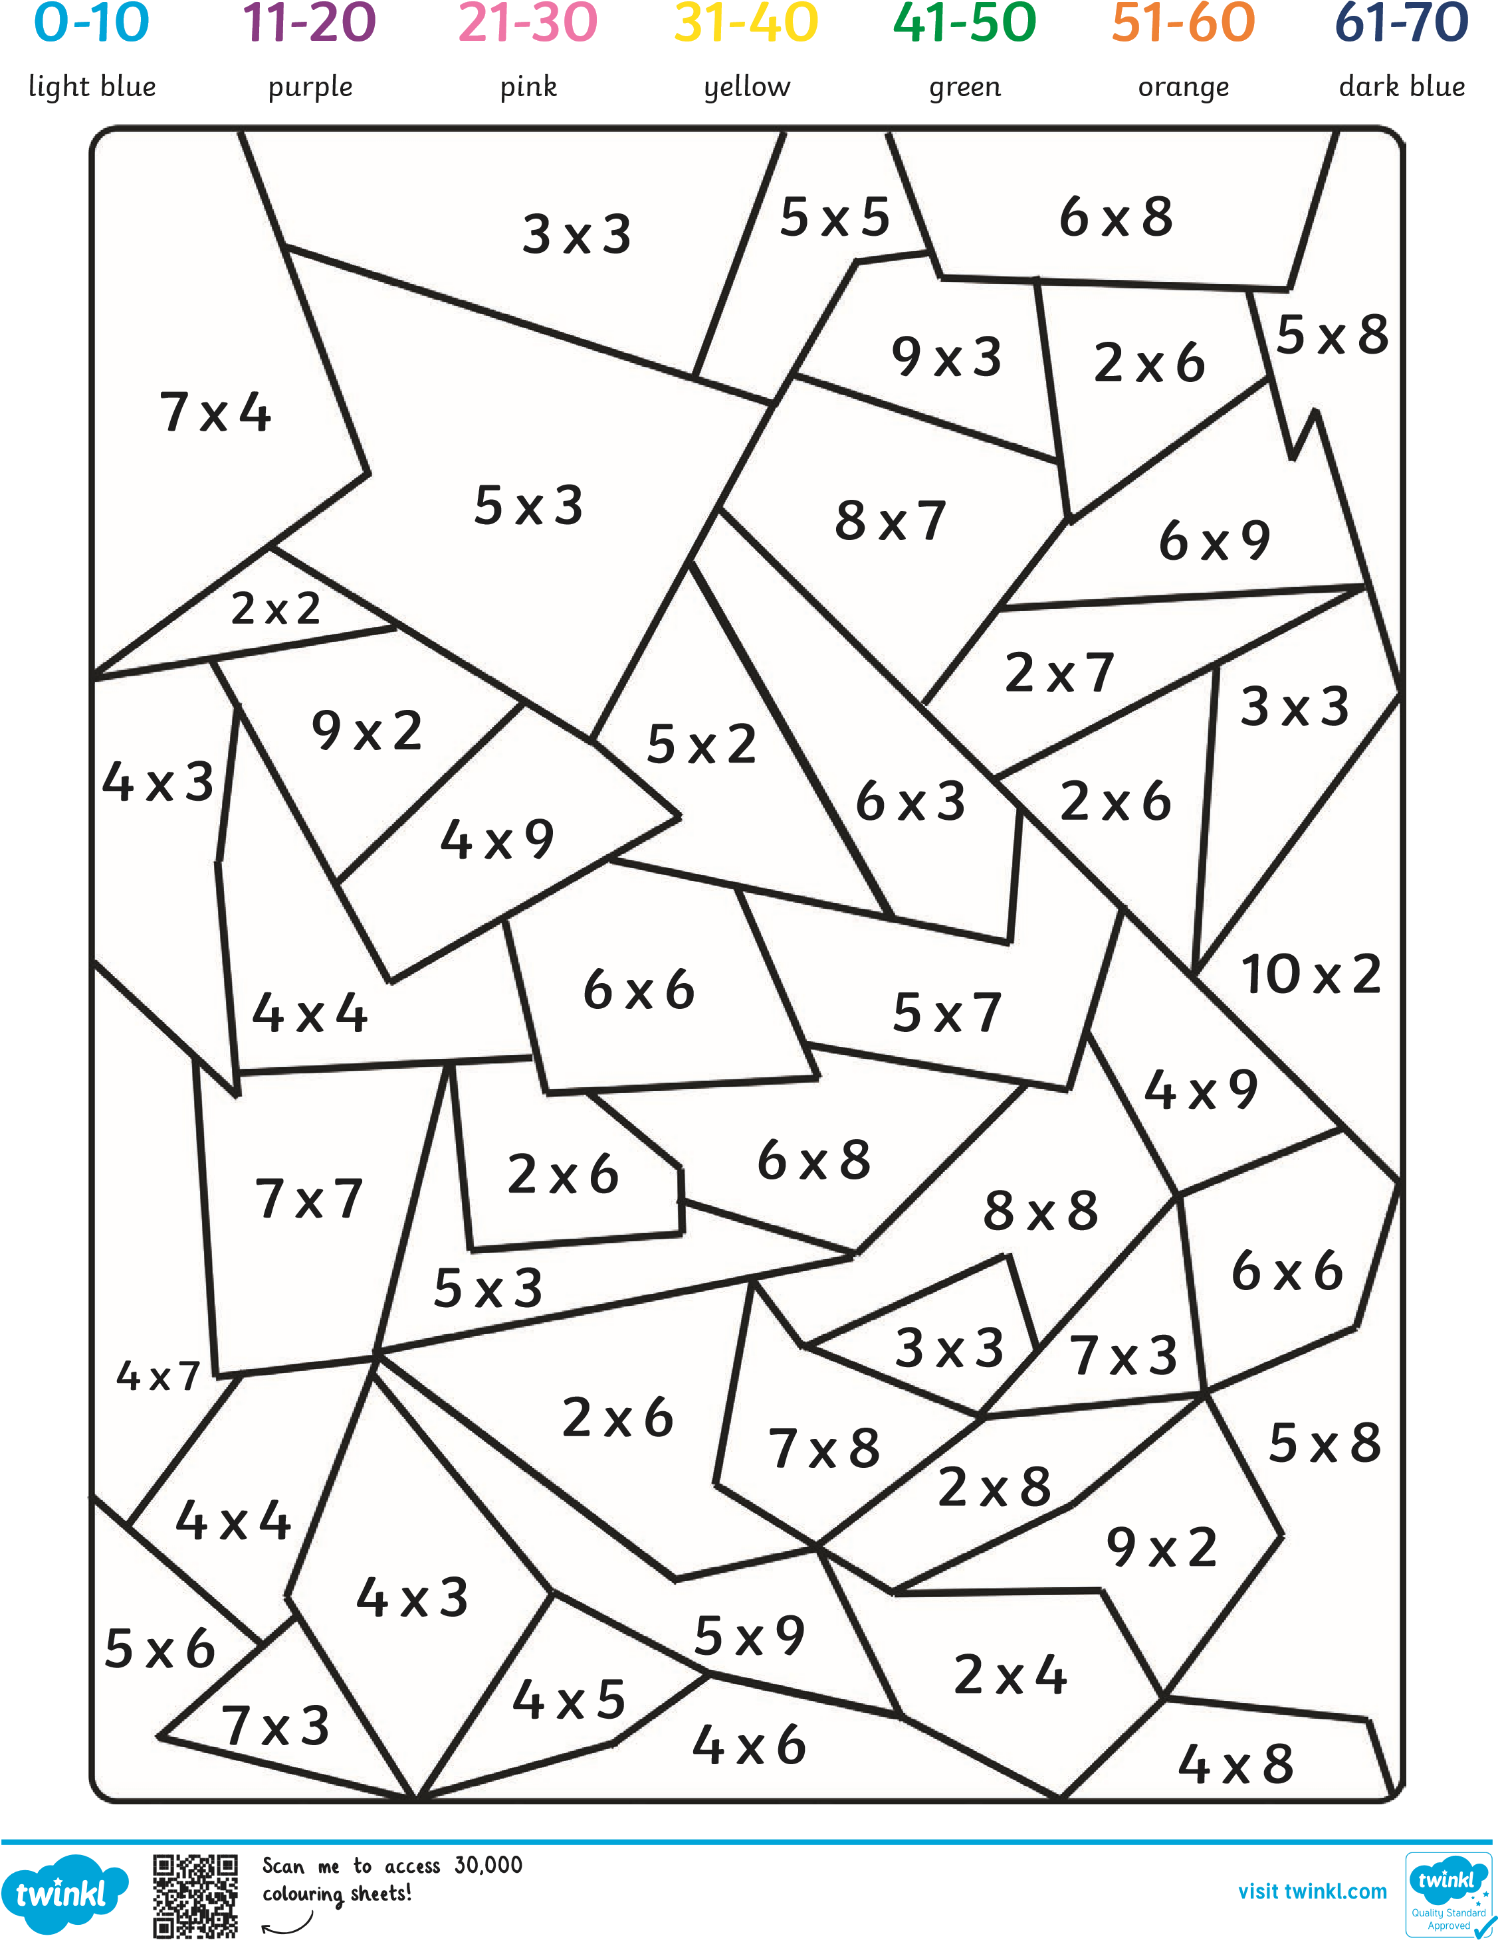 0-10 11-20 21-30 31-40 41-50 51-60 61-70
light blue purple pink yellow green orange dark blue
3 x 3
5 x 5
6 x 8
5 x 8
9 x 3
2 x 6
7 x 4
5 x 3
8 x 7
6 x 9
2 x 2
2 x 7
3 x 3
9 x 2
5 x 2
4 x 3
6 x 3
2 x 6
4 x 9
10 x 2
6 x 6
4 x 4
5 x 7
4 x 9
6 x 8
2 x 6
7 x 7
8 x 8
6 x 6
5 x 3
3 x 3
7 x 3
4 x 7
2 x 6
7 x 8
5 x 8
2 x 8
4 x 4
9 x 2
4 x 3
5 x 9
5 x 6
2 x 4
4 x 5
7 x 3
4 x 6
4 x 8
twinkl
Scan me to access 30,000
colouring sheets!
visit twinkl.com
twinkl
Quality Standard
Approved